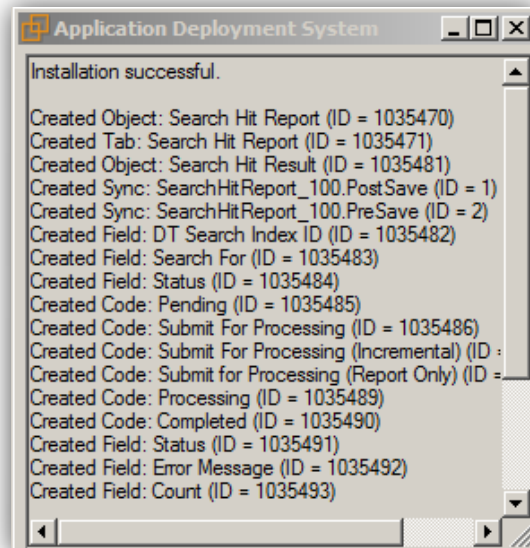 Application Deployment System
Installation successful.
Created Object: Search Hit Report (ID = 1035470)
Created Tab: Search Hit Report (ID = 1035471)
Created Object: Search Hit Result (ID = 1035481)
Created Sync: SearchHitReport_100.PostSave (ID = 1)
Created Sync: SearchHitReport_100.PreSave (ID = 2)
Created Field: DT Search Index ID (ID = 1035482)
Created Field: Search For (ID = 1035483)
Created Field: Status (ID = 1035484)
Created Code: Pending (ID = 1035485)
Created Code: Submit For Processing (ID = 1035486)
Created Code: Submit For Processing (Incremental) (ID =
Created Code: Submit for Processing (Report Only) (ID =
Created Code: Processing (ID = 1035489)
Created Code: Completed (ID = 1035490)
Created Field: Status (ID = 1035491)
Created Field: Error Message (ID = 1035492)
Created Field: Count (ID = 1035493)